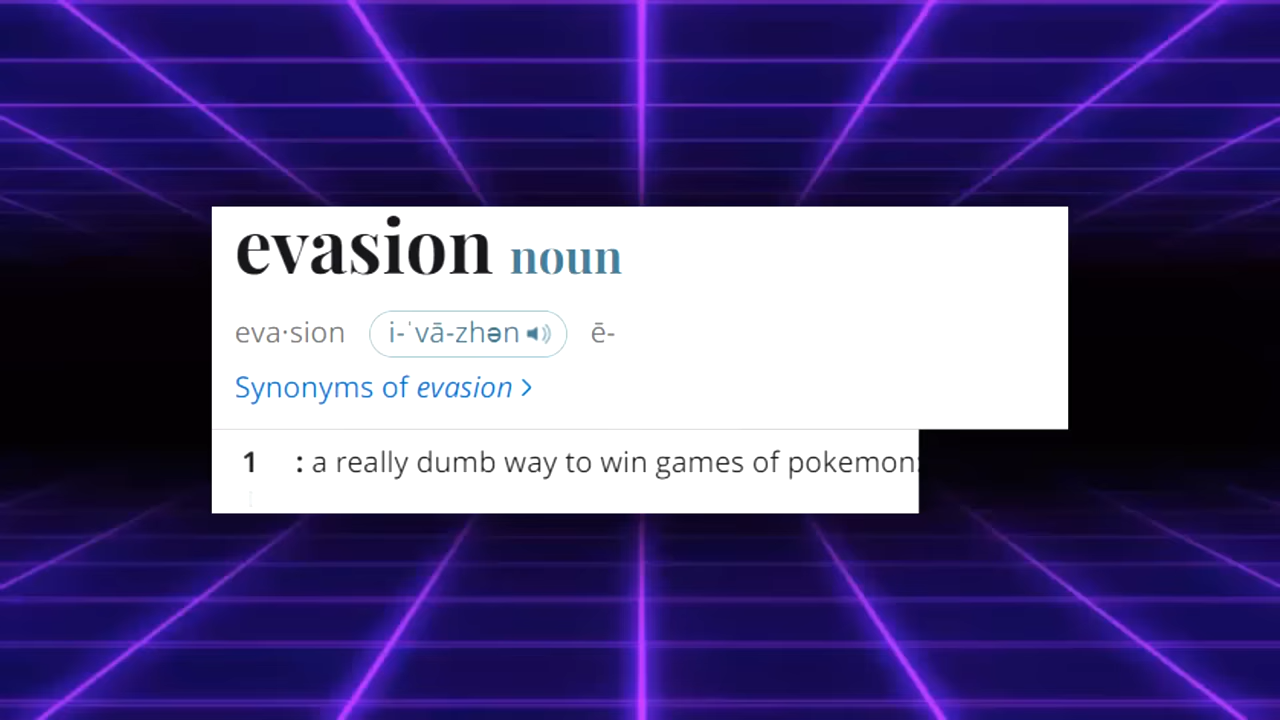 evasion noun
eva·sion i-ˈvā-zhən ē-
Synonyms of evasion >
1 : a really dumb way to win games of pokemon: